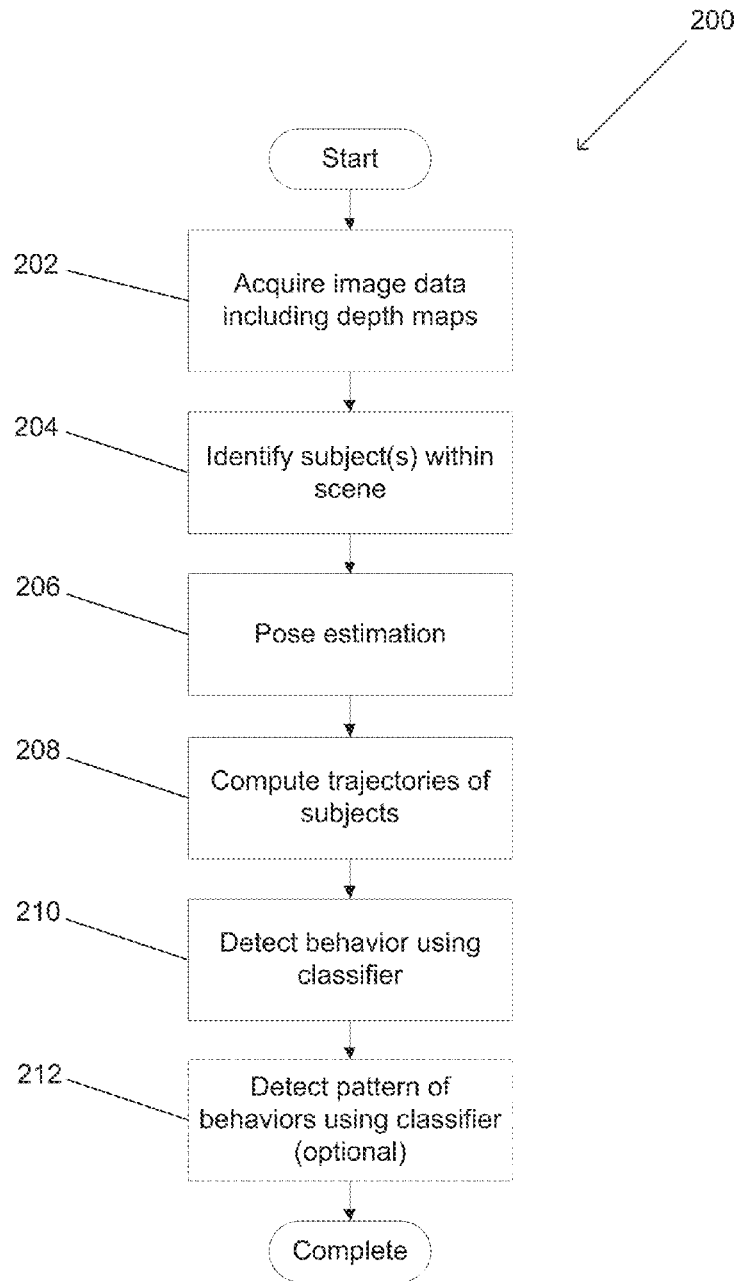 200
Start
202
Acquire image data
including depth maps
204
Identify subject(s) within
scene
206
Pose estimation
208
Compute trajectories of
subjects
210
Detect behavior using
classifier
212
Detect pattern of
behaviors using classifier
(optional)
Complete